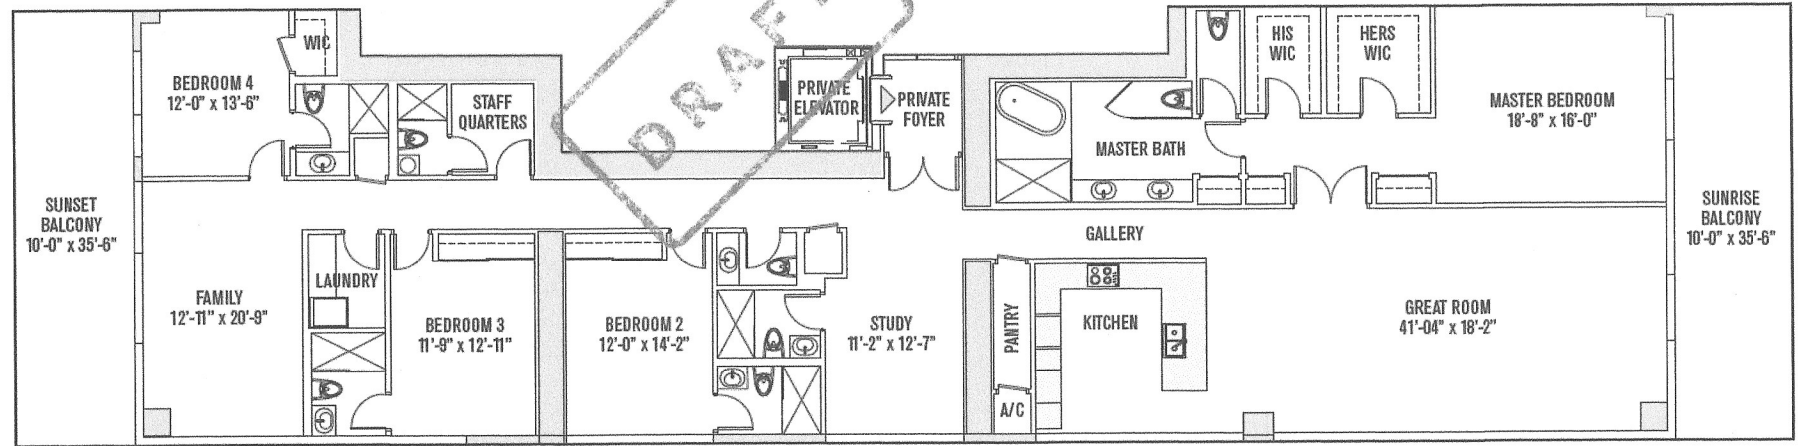 WIC
BEDROOM 4
12'-0" x 13'-6"
STAFF
QUARTERS
DRAFT
PRIVATE
ELEVATOR
PRIVATE
FOYER
HIS
WIC
HERS
WIC
MASTER BEDROOM
18'-8" x 16'-0"
MASTER BATH
SUNSET
BALCONY
10'-0" x 35'-6"
SUNRISE
BALCONY
10'-0" x 35'-6"
GALLERY
LAUNDRY
FAMILY
12'-11" x 20'-9"
BEDROOM 3
11'-9" x 12'-11"
BEDROOM 2
12'-0" x 14'-2"
STUDY
11'-2" x 12'-7"
PANTRY
KITCHEN
GREAT ROOM
41'-04" x 18'-2"
A/C